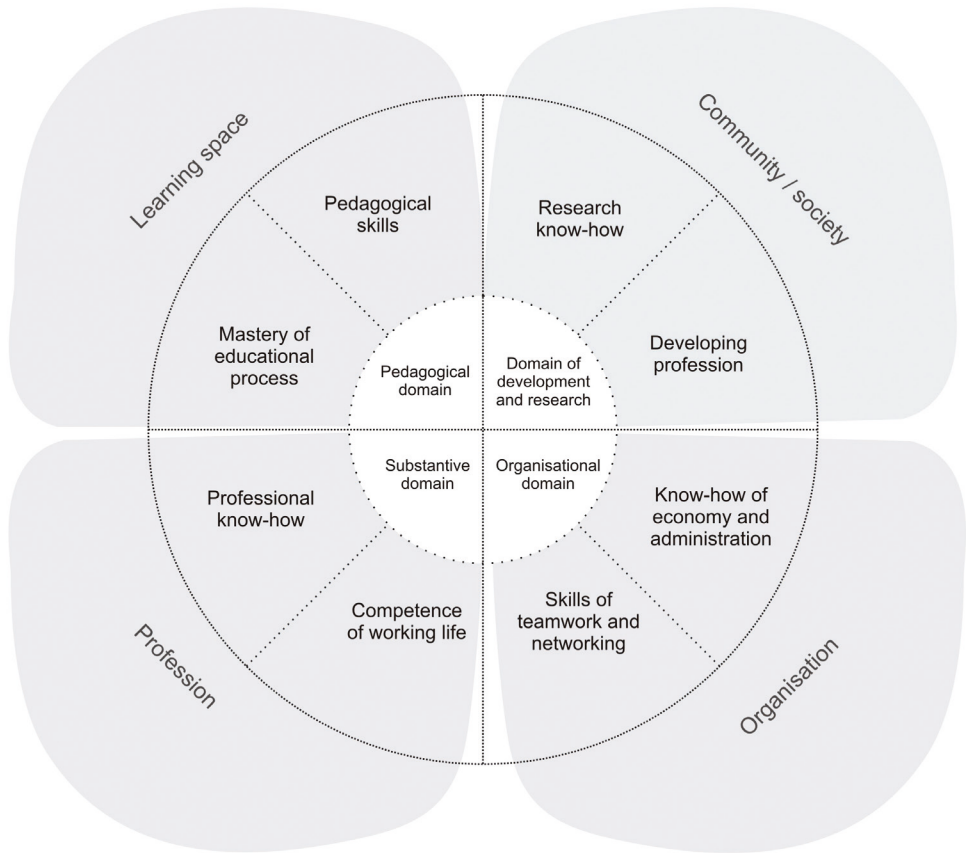 Learning space
Community / society
Pedagogical
skills
Research
know-how
Mastery of
educational
process
Developing
profession
Pedagogical
domain
Domain of
development
and research
Substantive
domain
Organisational
domain
Professional
know-how
Know-how of
economy and
administration
Competence
of working life
Skills of
teamwork and
networking
Profession
Organisation